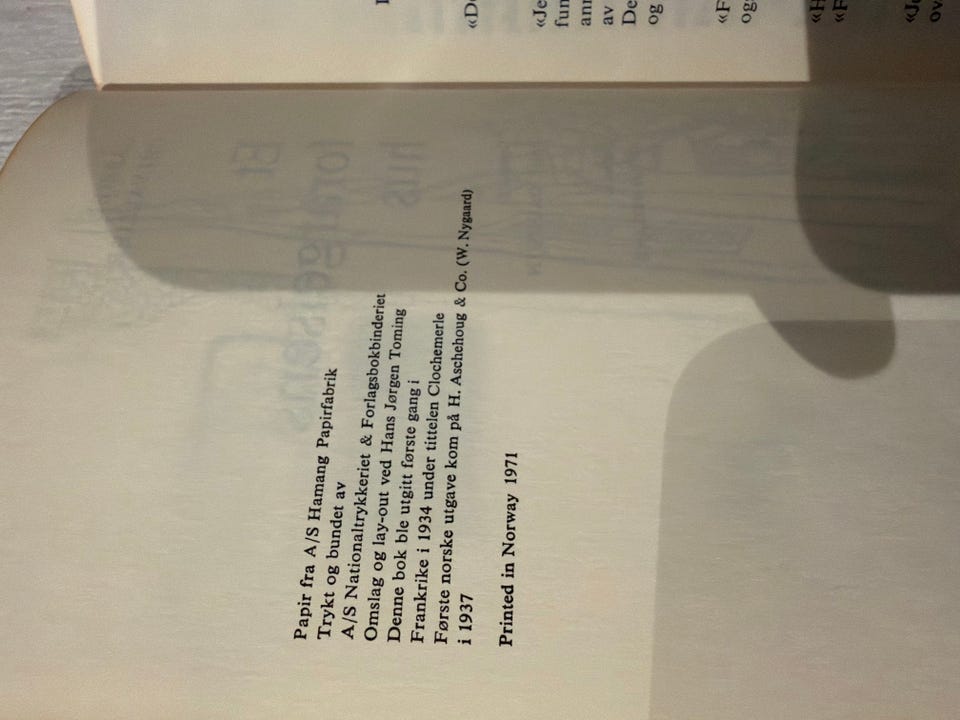 Papir fra A/S Hamang Papirfabrik
Trykt og bundet av
A/S Nationaltrykkeriet & Forlagsbokbinderiet
Omslag og lay-out ved Hans Jørgen Toming
Denne bok ble utgitt første gang i
Frankrike i 1934 under tittelen Clochemerle
Første norske utgave kom på H. Aschehoug & Co. (W. Nygaard)
i 1937
Printed in Norway 1971